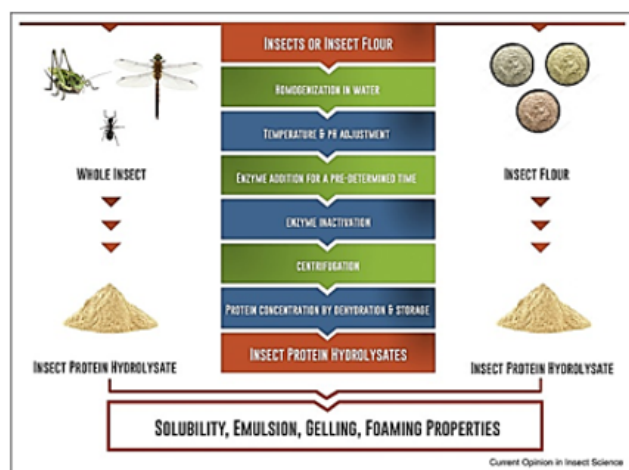 INSECTS OR INSECT FLOUR
HOMOGENIZATION IN WATER
TEMPERATURE & PH ADJUSTMENT
ENZYME ADDITION FOR A PRE-DETERMINED TIME
ENZYME INACTIVATION
CENTRIFUGATION
PROTEIN CONCENTRATION BY DEHYDRATION & STORAGE
INSECT PROTEIN HYDROLYSATES
WHOLE INSECT
INSECT PROTEIN HYDROLYSATE
INSECT FLOUR
INSECT PROTEIN HYDROLYSATE
SOLUBILITY, EMULSION, GELLING, FOAMING PROPERTIES
Current Opinion in Insect Science